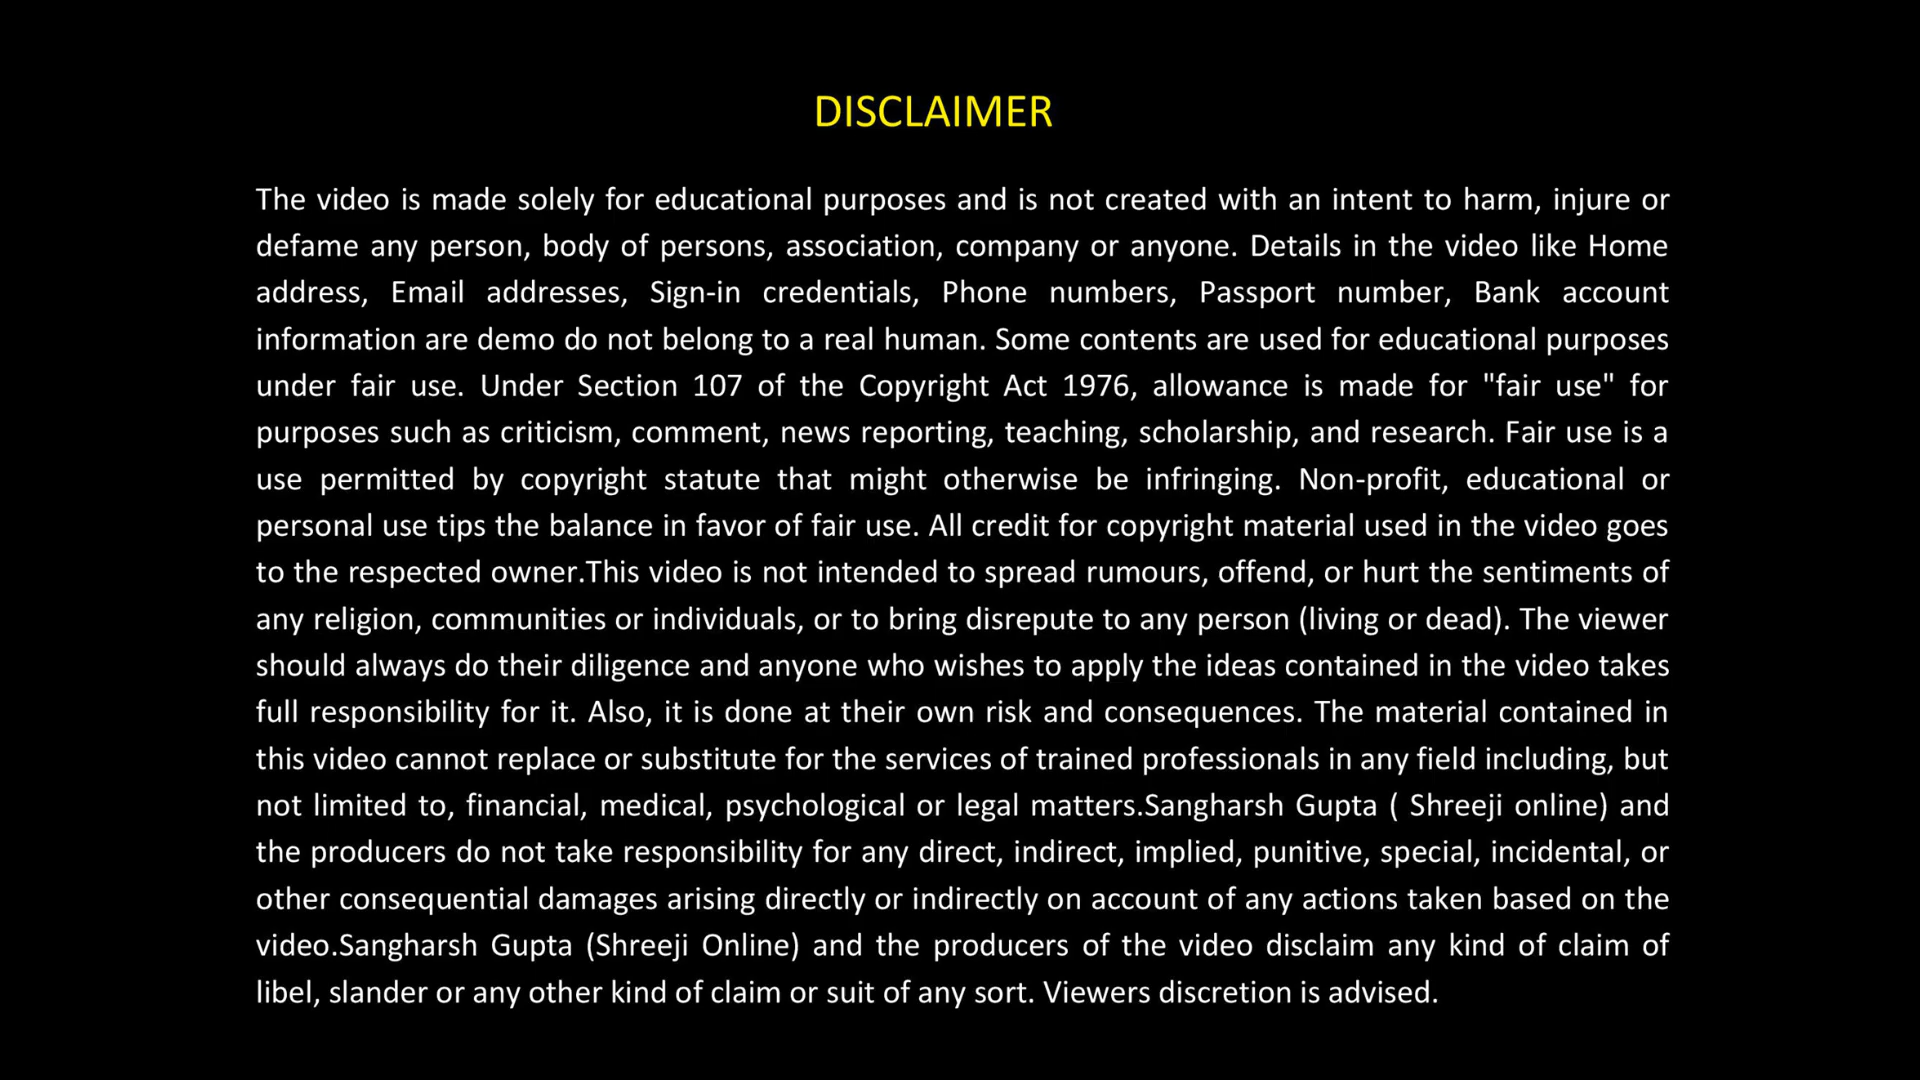 DISCLAIMER
The video is made solely for educational purposes and is not created with an intent to harm, injure or
defame any person, body of persons, association, company or anyone. Details in the video like Home
address, Email addresses, Sign-in credentials, Phone numbers, Passport number, Bank account
information are demo do not belong to a real human. Some contents are used for educational purposes
under fair use. Under Section 107 of the Copyright Act 1976, allowance is made for "fair use" for
purposes such as criticism, comment, news reporting, teaching, scholarship, and research. Fair use is a
use permitted by copyright statute that might otherwise be infringing. Non-profit, educational or
personal use tips the balance in favor of fair use. All credit for copyright material used in the video goes
to the respected owner.This video is not intended to spread rumours, offend, or hurt the sentiments of
any religion, communities or individuals, or to bring disrepute to any person (living or dead). The viewer
should always do their diligence and anyone who wishes to apply the ideas contained in the video takes
full responsibility for it. Also, it is done at their own risk and consequences. The material contained in
this video cannot replace or substitute for the services of trained professionals in any field including, but
not limited to, financial, medical, psychological or legal matters.Sangharsh Gupta ( Shreeji online) and
the producers do not take responsibility for any direct, indirect, implied, punitive, special, incidental, or
other consequential damages arising directly or indirectly on account of any actions taken based on the
video.Sangharsh Gupta (Shreeji Online) and the producers of the video disclaim any kind of claim of
libel, slander or any other kind of claim or suit of any sort. Viewers discretion is advised.